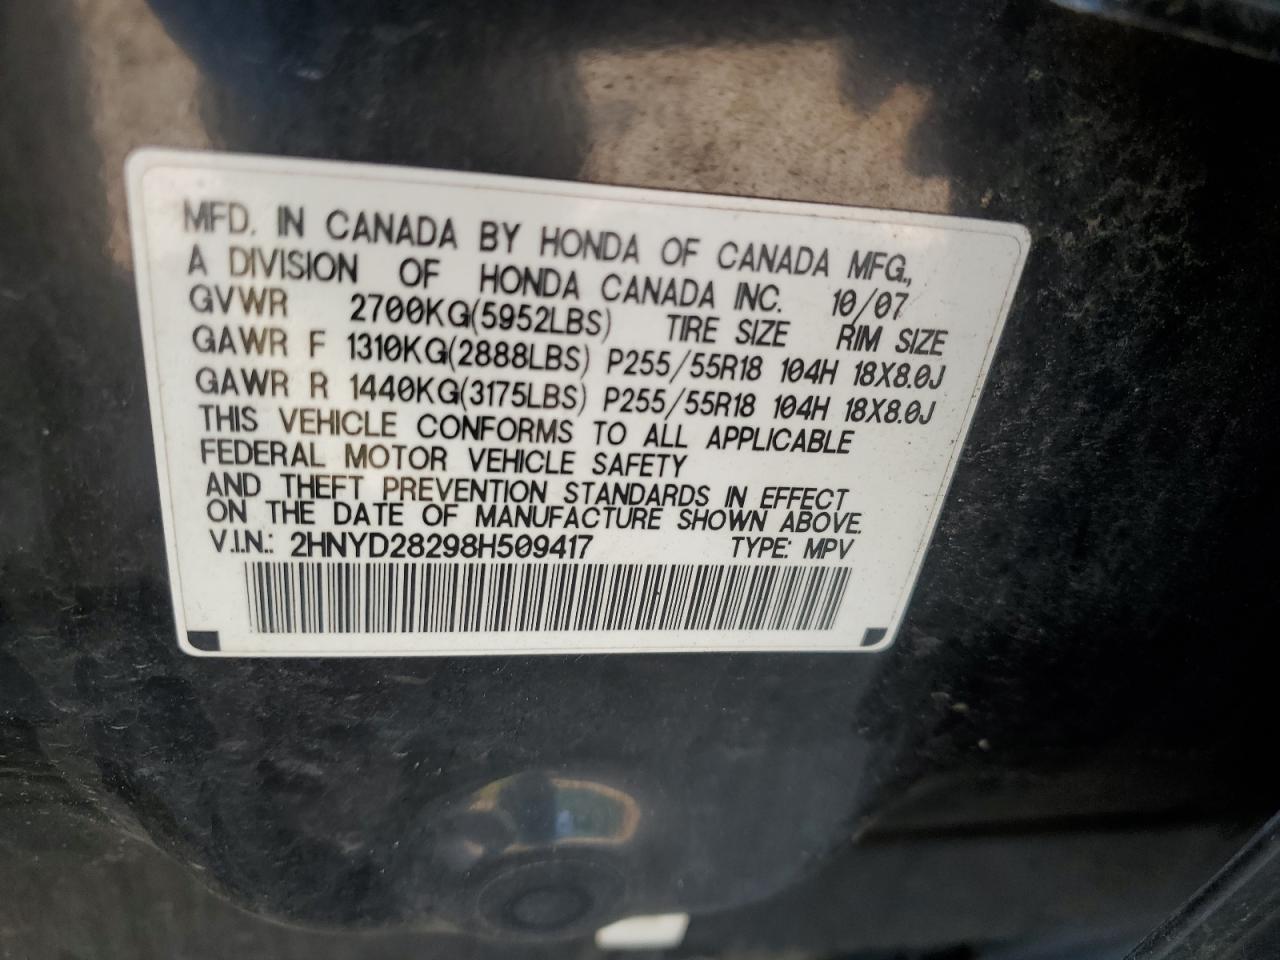 MFD. IN CANADA BY HONDA OF CANADA MFG.,
A DIVISION OF HONDA CANADA INC. 10/07
GVWR 2700KG(5952LBS) TIRE SIZE RIM SIZE
GAWR F 1310KG(2888LBS) P255/55R18 104H 18X8.0J
GAWR R 1440KG(3175LBS) P255/55R18 104H 18X8.0J
THIS VEHICLE CONFORMS TO ALL APPLICABLE
FEDERAL MOTOR VEHICLE SAFETY
AND THEFT PREVENTION STANDARDS IN EFFECT
ON THE DATE OF MANUFACTURE SHOWN ABOVE.
V.I.N.: 2HNYD28298H509417 TYPE: MPV